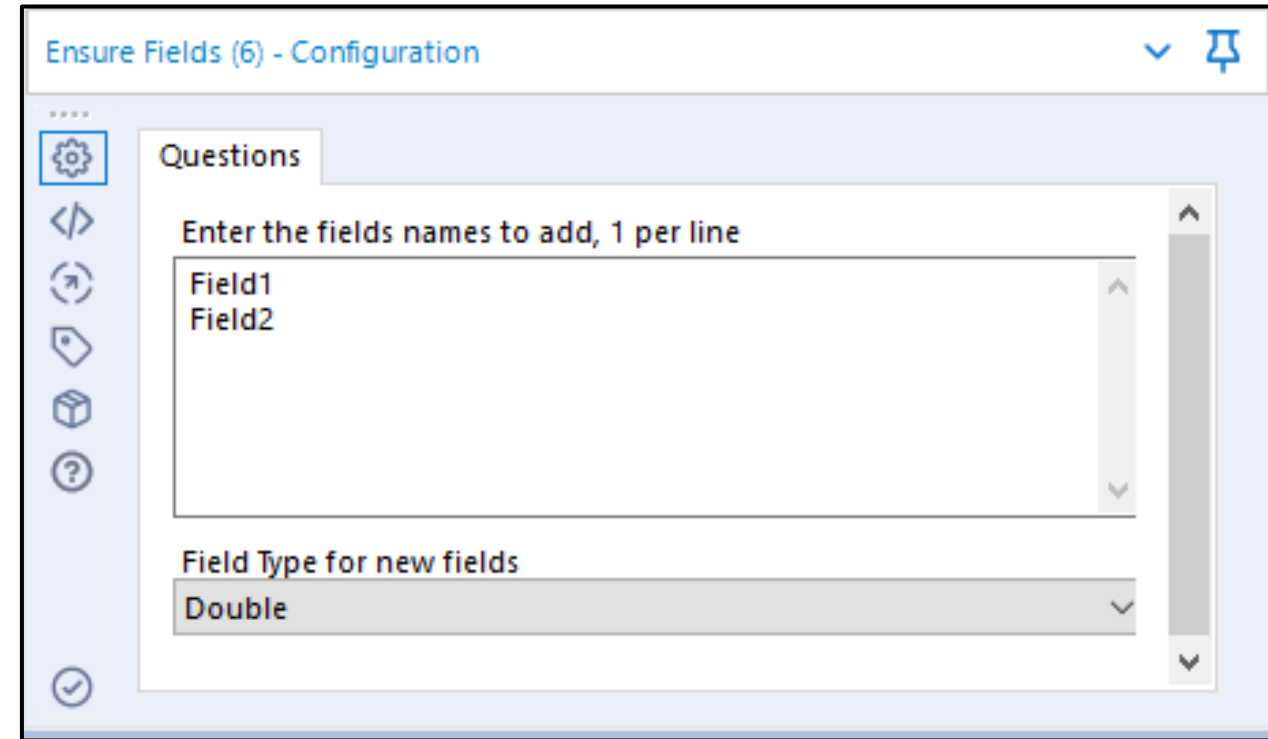 Ensure Fields (6) - Configuration
Questions
Enter the fields names to add, 1 per line
Field1
Field2
Field Type for new fields
Double